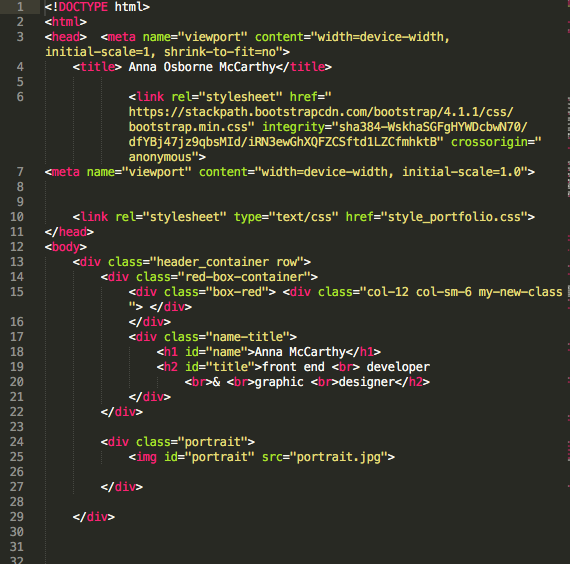 1 <!DOCTYPE html>
2 <html>
3 <head>  <meta name="viewport" content="width=device-width,
initial-scale=1, shrink-to-fit=no">
4     <title> Anna Osborne McCarthy</title>
5
6             <link rel="stylesheet" href="
            https://stackpath.bootstrapcdn.com/bootstrap/4.1.1/css/
            bootstrap.min.css" integrity="sha384-WskhaSGFgHYWDcbwN70/
            dfYBj47jz9qbsMId/iRN3ewGhXQFZCSftd1LZCfmhktB" crossorigin="
            anonymous">
7 <meta name="viewport" content="width=device-width, initial-scale=1.0">
8
9
10     <link rel="stylesheet" type="text/css" href="style_portfolio.css">
11 </head>
12 <body>
13     <div class="header_container row">
14         <div class="red-box-container">
15             <div class="box-red"> <div class="col-12 col-sm-6 my-new-class
            "> </div>
16             </div>
17             <div class="name-title">
18                 <h1 id="name">Anna McCarthy</h1>
19                 <h2 id="title">front end <br> developer
20                     <br>& <br>graphic <br>designer</h2>
21             </div>
22         </div>
23
24         <div class="portrait">
25             <img id="portrait" src="portrait.jpg">
26
27         </div>
28
29     </div>
30
31
32